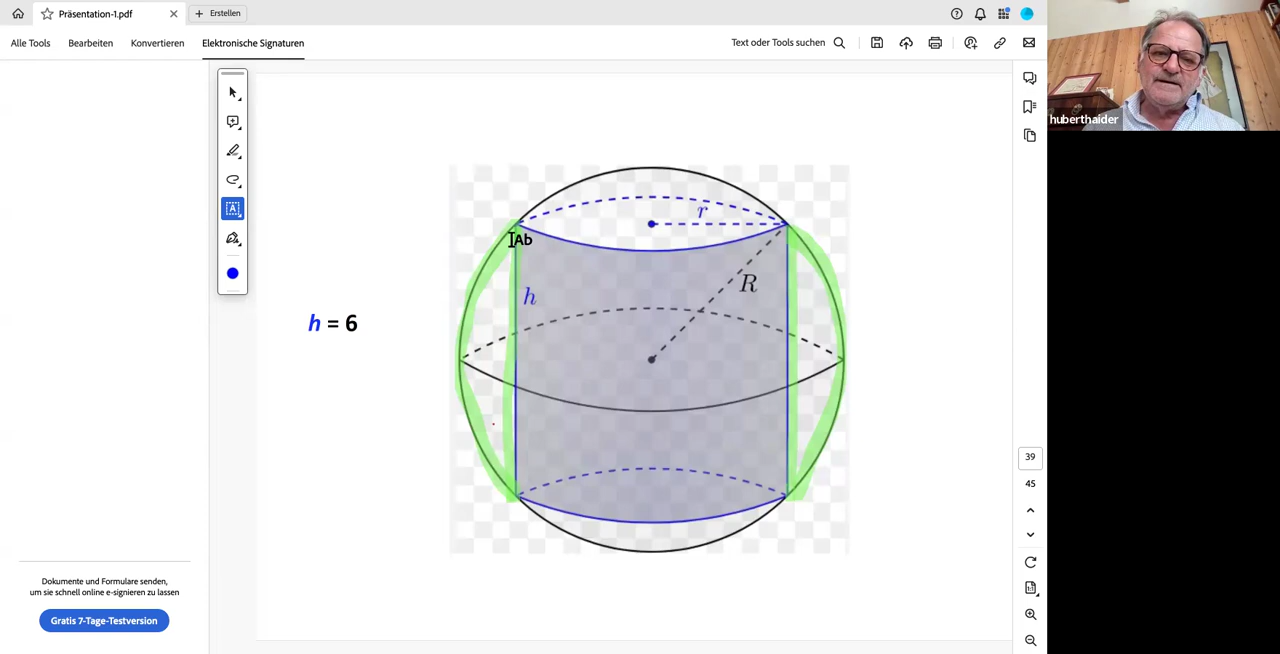 Präsentation-1.pdf
Erstellen
Alle Tools
Bearbeiten
Konvertieren
Elektronische Signaturen
Text oder Tools suchen
huberthaider
A
r
Ab
h
R
h = 6
39
45
Dokumente und Formulare senden,
um sie schnell online e-signieren zu lassen
Gratis 7-Tage-Testversion